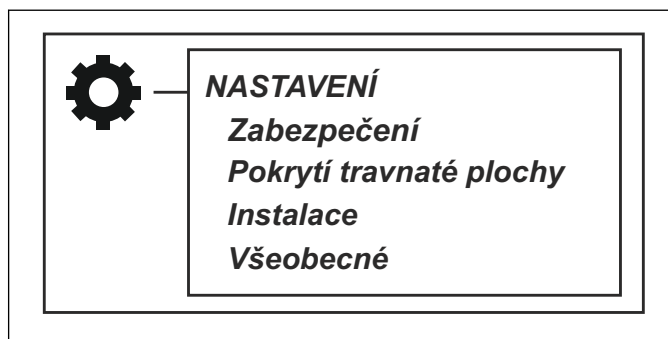 NASTAVENÍ
Zabezpečení
Pokrytí travnaté plochy
Instalace
Všeobecné